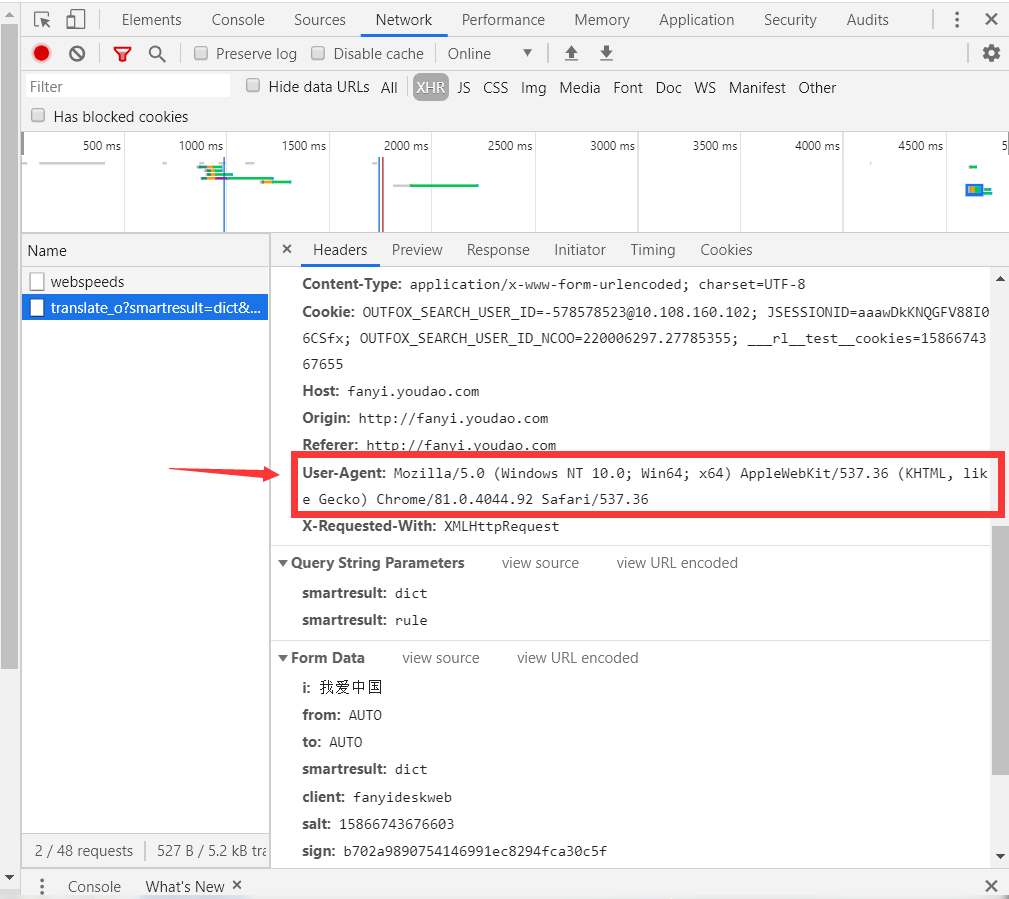 Elements Console Sources Network Performance Memory Application Security Audits
Preserve log Disable cache Online
Filter Hide data URLs All XHR JS CSS Img Media Font Doc WS Manifest Other
Has blocked cookies
500 ms 1000 ms 1500 ms 2000 ms 2500 ms 3000 ms 3500 ms 4000 ms 4500 ms 5
Name
webspeeds
translate_o?smartresult=dict&...
2 / 48 requests 527 B / 5.2 kB tra
Headers Preview Response Initiator Timing Cookies
Content-Type: application/x-www-form-urlencoded; charset=UTF-8
Cookie: OUTFOX_SEARCH_USER_ID=-578578523@10.108.160.102; JSESSIONID=aaawDkKNQGFV88I0
6CSfx; OUTFOX_SEARCH_USER_ID_NCOO=220006297.27785355; ___rl__test__cookies=15866743
67655
Host: fanyi.youdao.com
Origin: http://fanyi.youdao.com
Referer: http://fanyi.youdao.com
User-Agent: Mozilla/5.0 (Windows NT 10.0; Win64; x64) AppleWebKit/537.36 (KHTML, lik
e Gecko) Chrome/81.0.4044.92 Safari/537.36
X-Requested-With: XMLHttpRequest
Query String Parameters view source view URL encoded
smartresult: dict
smartresult: rule
Form Data view source view URL encoded
i: 我爱中国
from: AUTO
to: AUTO
smartresult: dict
client: fanyideskweb
salt: 15866743676603
sign: b702a9890754146991ec8294fca30c5f
Console What's New